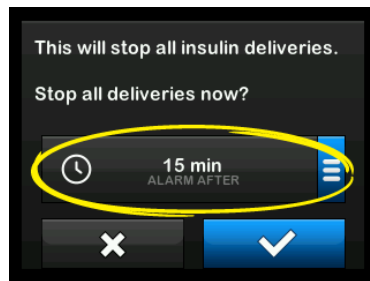 This will stop all insulin deliveries.
Stop all deliveries now?
15 min
ALARM AFTER